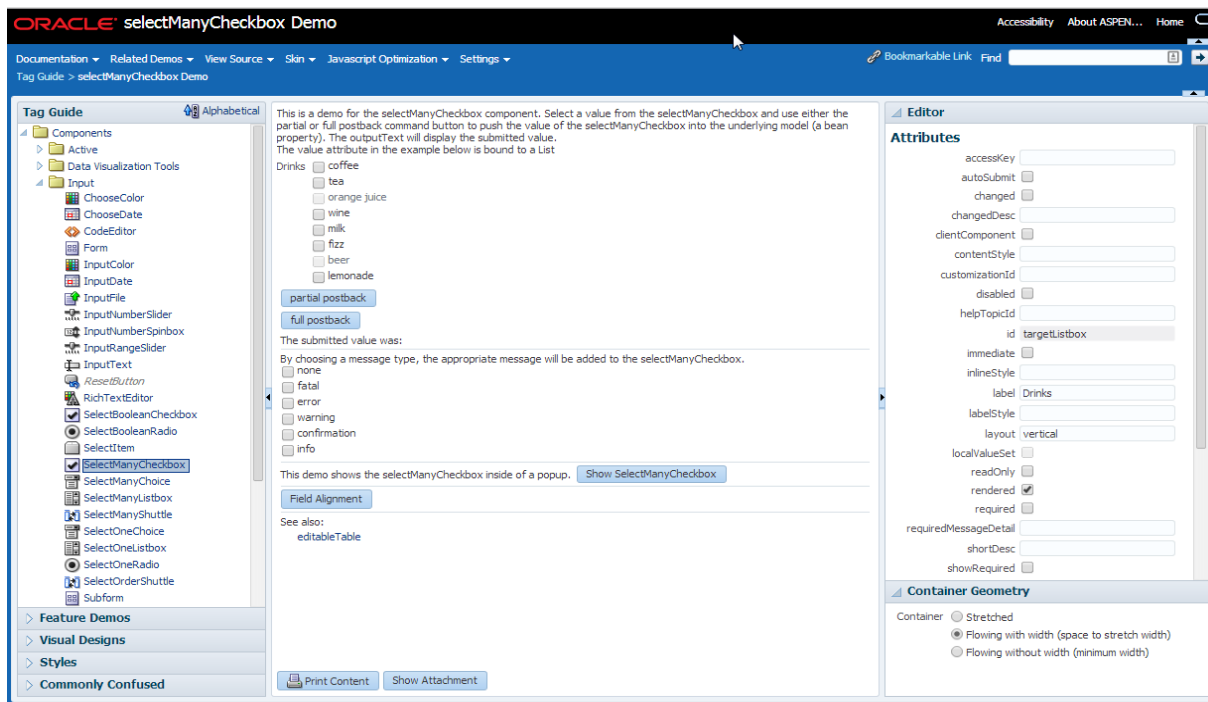 ORACLE® selectManyCheckbox Demo
Accessibility About ASPEN... Home
Documentation Related Demos View Source Skin Javascript Optimization Settings
Bookmarkable Link Find
Tag Guide > selectManyCheckbox Demo
Tag Guide Alphabetical
Components
Active
Data Visualization Tools
Input
ChooseColor
ChooseDate
CodeEditor
Form
InputColor
InputDate
InputFile
InputNumberSlider
InputNumberSpinbox
InputRangeSlider
InputText
ResetButton
RichTextEditor
SelectBooleanCheckbox
SelectBooleanRadio
SelectItem
SelectManyCheckbox
SelectManyChoice
SelectManyListbox
SelectManyShuttle
SelectOneChoice
SelectOneListbox
SelectOneRadio
SelectOrderShuttle
Subform
Feature Demos
Visual Designs
Styles
Commonly Confused
This is a demo for the selectManyCheckbox component. Select a value from the selectManyCheckbox and use either the
partial or full postback command button to push the value of the selectManyCheckbox into the underlying model (a bean
property). The outputText will display the submitted value.
The value attribute in the example below is bound to a List
Drinks coffee
tea
orange juice
wine
milk
fizz
beer
lemonade
partial postback
full postback
The submitted value was:
By choosing a message type, the appropriate message will be added to the selectManyCheckbox.
none
fatal
error
warning
confirmation
info
This demo shows the selectManyCheckbox inside of a popup. Show SelectManyCheckbox
Field Alignment
See also:
editableTable
Print Content Show Attachment
Editor
Attributes
accessKey
autoSubmit
changed
changedDesc
clientComponent
contentStyle
customizationId
disabled
helpTopicId
id targetListbox
immediate
inlineStyle
label Drinks
labelStyle
layout vertical
localValueSet
readOnly
rendered
required
requiredMessageDetail
shortDesc
showRequired
Container Geometry
Container Stretched
Flowing with width (space to stretch width)
Flowing without width (minimum width)